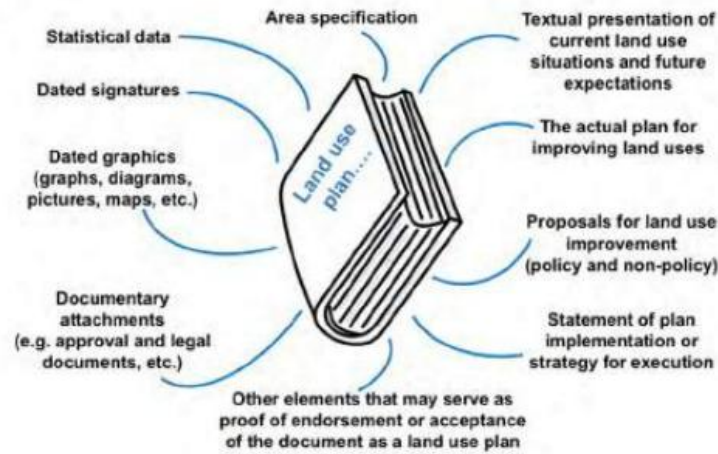 Area specification
Statistical data
Textual presentation of
current land use
situations and future
expectations
Dated signatures
The actual plan for
improving land uses
Dated graphics
(graphs, diagrams,
pictures, maps, etc.)
Land use
plan....
Proposals for land use
improvement
(policy and non-policy)
Documentary
attachments
(e.g. approval and legal
documents, etc.)
Statement of plan
implementation or
strategy for execution
Other elements that may serve as
proof of endorsement or acceptance
of the document as a land use plan